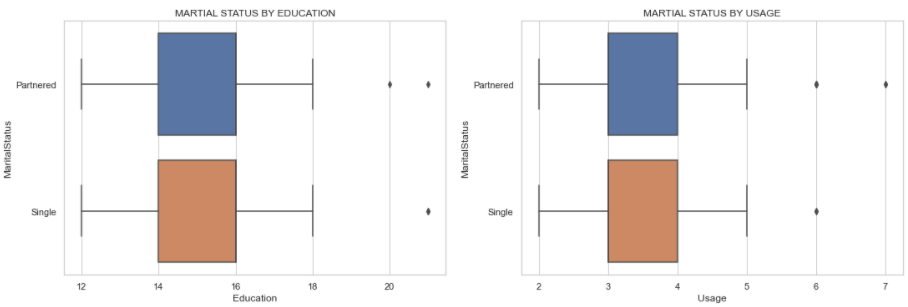 MARTIAL STATUS BY EDUCATION
Partnered
Single
MaritalStatus
12 14 16 18 20
Education
MARTIAL STATUS BY USAGE
Partnered
Single
MaritalStatus
2 3 4 5 6 7
Usage